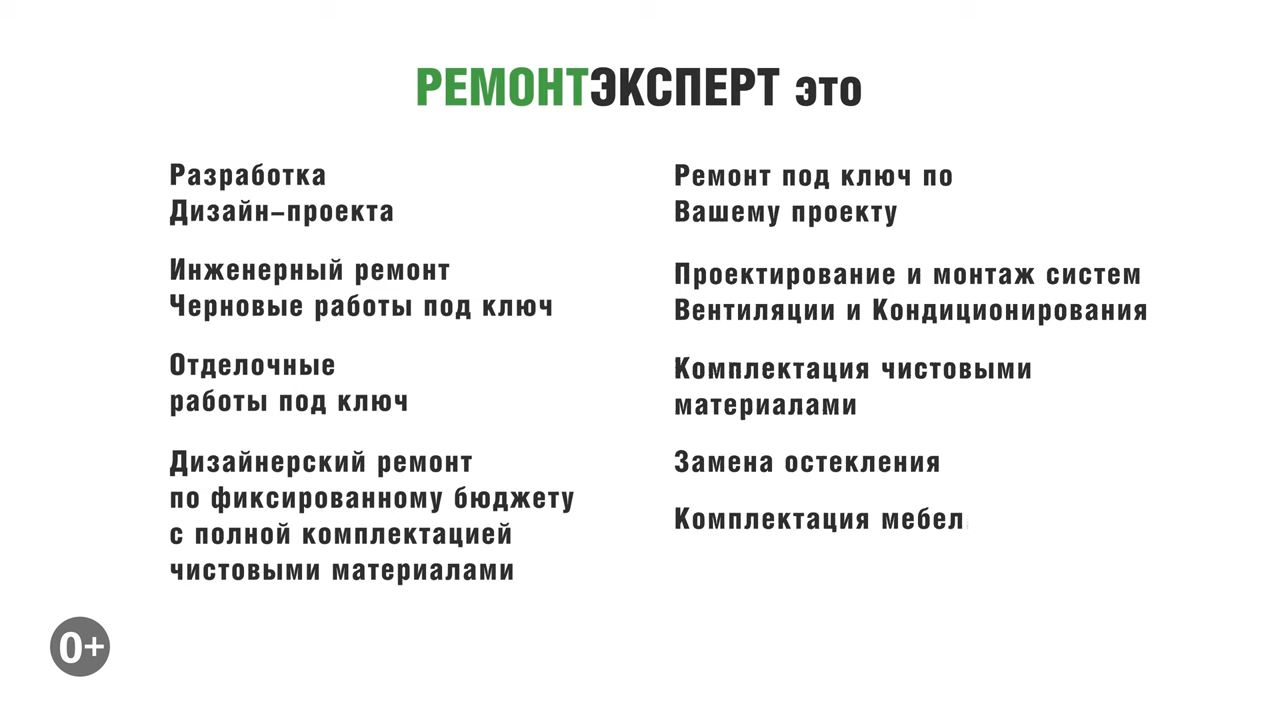 РЕМОНТЭКСПЕРТ это
Разработка
Дизайн-проекта
Инженерный ремонт
Черновые работы под ключ
Отделочные
работы под ключ
Дизайнерский ремонт
по фиксированному бюджету
с полной комплектацией
чистовыми материалами
Ремонт под ключ по
Вашему проекту
Проектирование и монтаж систем
Вентиляции и Кондиционирования
Комплектация чистовыми
материалами
Замена остекления
Комплектация мебел
0+